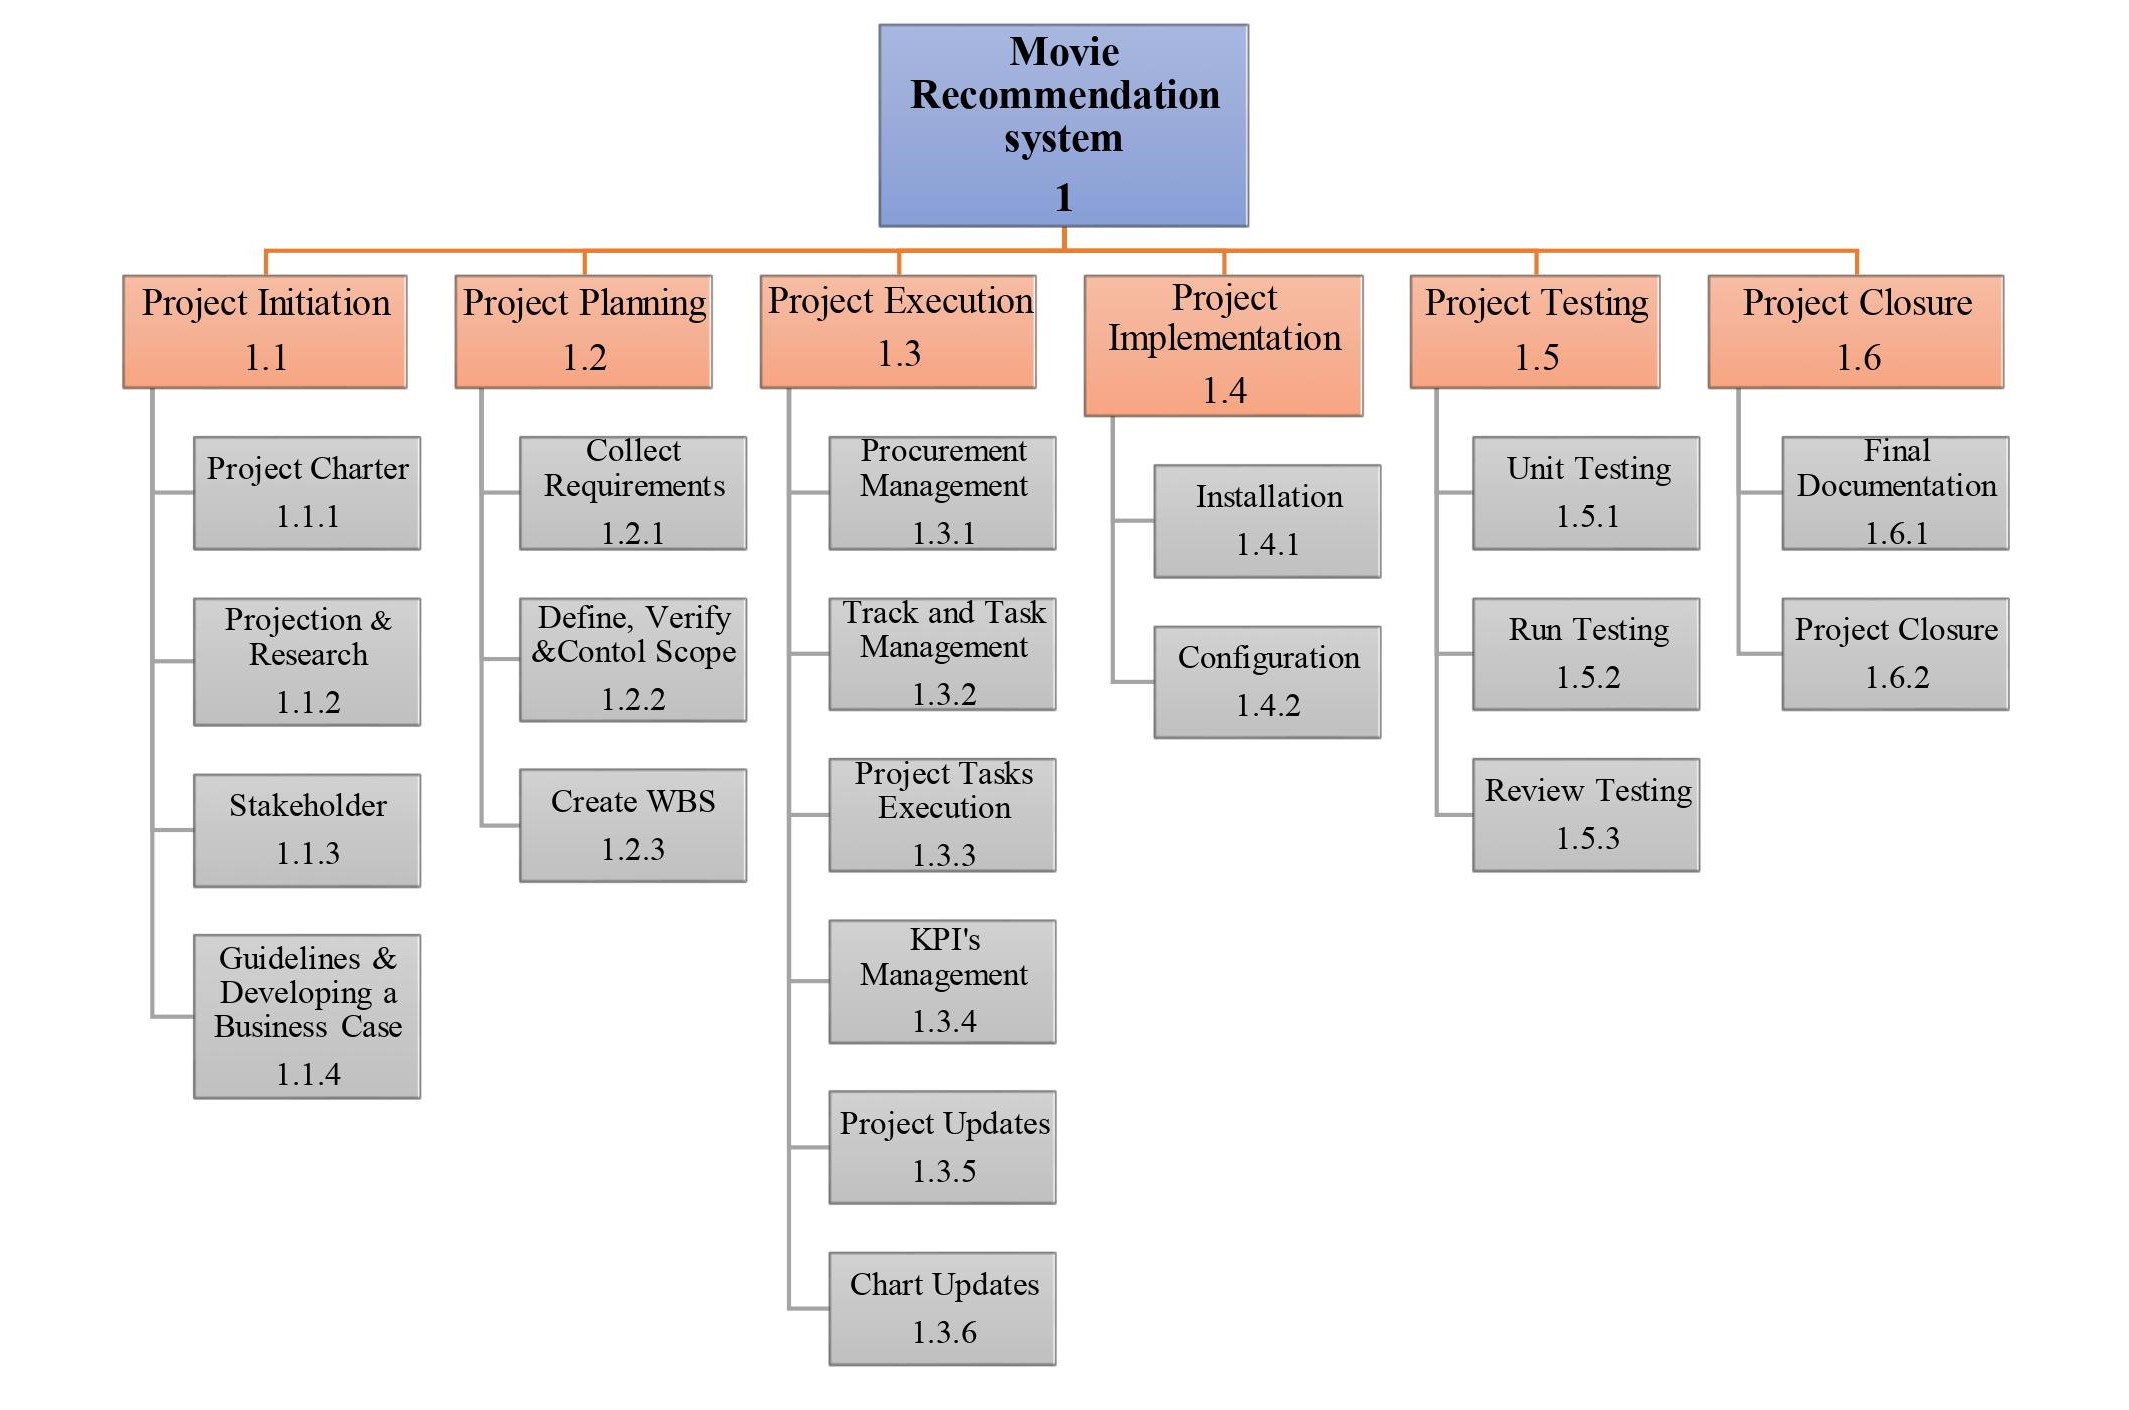 Movie
Recommendation
system
1
Project Initiation
1.1
Project Charter
1.1.1
Projection &
Research
1.1.2
Stakeholder
1.1.3
Guidelines &
Developing a
Business Case
1.1.4
Project Planning
1.2
Collect
Requirements
1.2.1
Define, Verify
&Contol Scope
1.2.2
Create WBS
1.2.3
Project Execution
1.3
Procurement
Management
1.3.1
Track and Task
Management
1.3.2
Project Tasks
Execution
1.3.3
KPI's
Management
1.3.4
Project Updates
1.3.5
Chart Updates
1.3.6
Project
Implementation
1.4
Installation
1.4.1
Configuration
1.4.2
Project Testing
1.5
Unit Testing
1.5.1
Run Testing
1.5.2
Review Testing
1.5.3
Project Closure
1.6
Final
Documentation
1.6.1
Project Closure
1.6.2